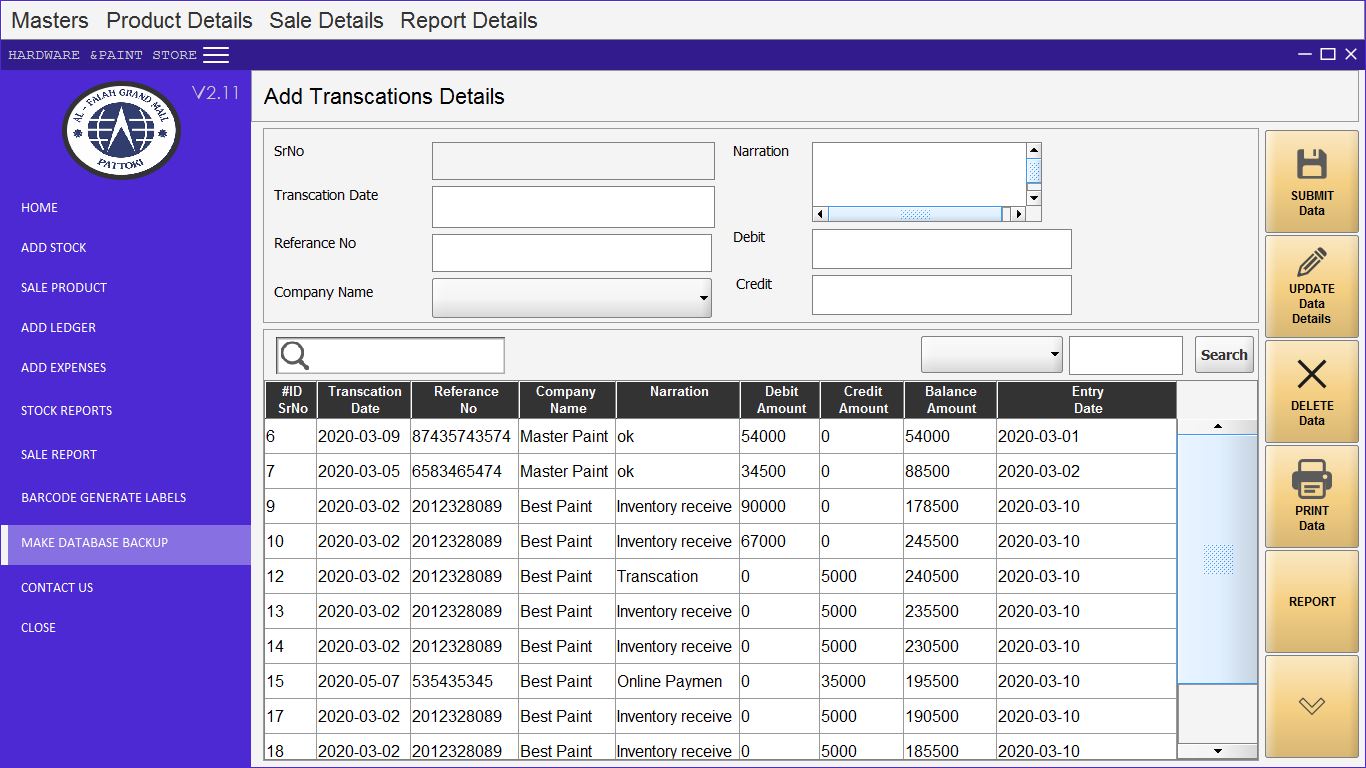 Masters Product Details Sale Details Report Details
HARDWARE &PAINT STORE
V2.11
AL - FALAH GRAND MALL
PATTOKI
HOME
ADD STOCK
SALE PRODUCT
ADD LEDGER
ADD EXPENSES
STOCK REPORTS
SALE REPORT
BARCODE GENERATE LABELS
MAKE DATABASE BACKUP
CONTACT US
CLOSE
Add Transcations Details
SrNo
Transcation Date
Referance No
Company Name
Narration
Debit
Credit
Search
#ID SrNo Transcation Date Referance No Company Name Narration Debit Amount Credit Amount Balance Amount Entry Date
6 2020-03-09 87435743574 Master Paint ok 54000 0 54000 2020-03-01
7 2020-03-05 6583465474 Master Paint ok 34500 0 88500 2020-03-02
9 2020-03-02 2012328089 Best Paint Inventory receive 90000 0 178500 2020-03-10
10 2020-03-02 2012328089 Best Paint Inventory receive 67000 0 245500 2020-03-10
12 2020-03-02 2012328089 Best Paint Transcation 0 5000 240500 2020-03-10
13 2020-03-02 2012328089 Best Paint Inventory receive 0 5000 235500 2020-03-10
14 2020-03-02 2012328089 Best Paint Inventory receive 0 5000 230500 2020-03-10
15 2020-05-07 535435345 Best Paint Online Paymen 0 35000 195500 2020-03-10
17 2020-03-02 2012328089 Best Paint Inventory receive 0 5000 190500 2020-03-10
18 2020-03-02 2012328089 Best Paint Inventory receive 0 5000 185500 2020-03-10
SUBMIT
Data
UPDATE
Data
Details
DELETE
Data
PRINT
Data
REPORT